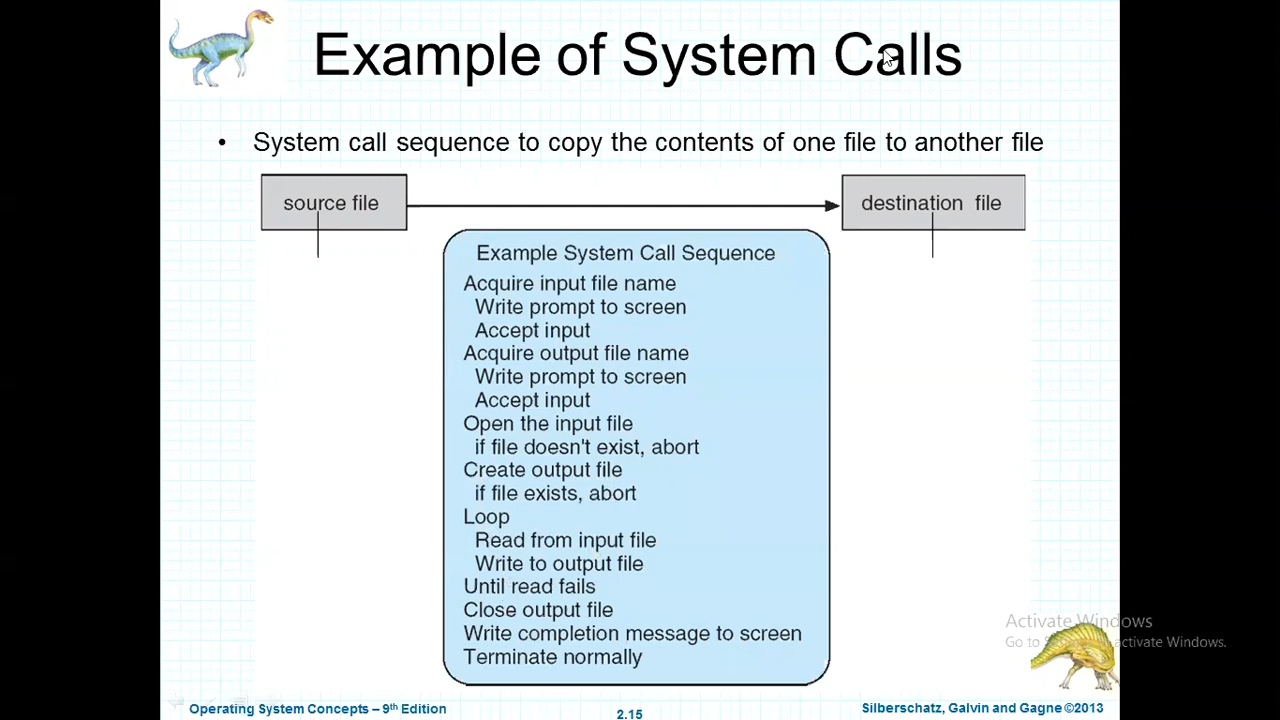 Example of System Calls
• System call sequence to copy the contents of one file to another file
source file
destination file
Example System Call Sequence
Acquire input file name
Write prompt to screen
Accept input
Acquire output file name
Write prompt to screen
Accept input
Open the input file
if file doesn't exist, abort
Create output file
if file exists, abort
Loop
Read from input file
Write to output file
Until read fails
Close output file
Write completion message to screen
Terminate normally
Activate Windows
Go to activate Windows.
Operating System Concepts – 9th Edition
2.15
Silberschatz, Galvin and Gagne ©2013